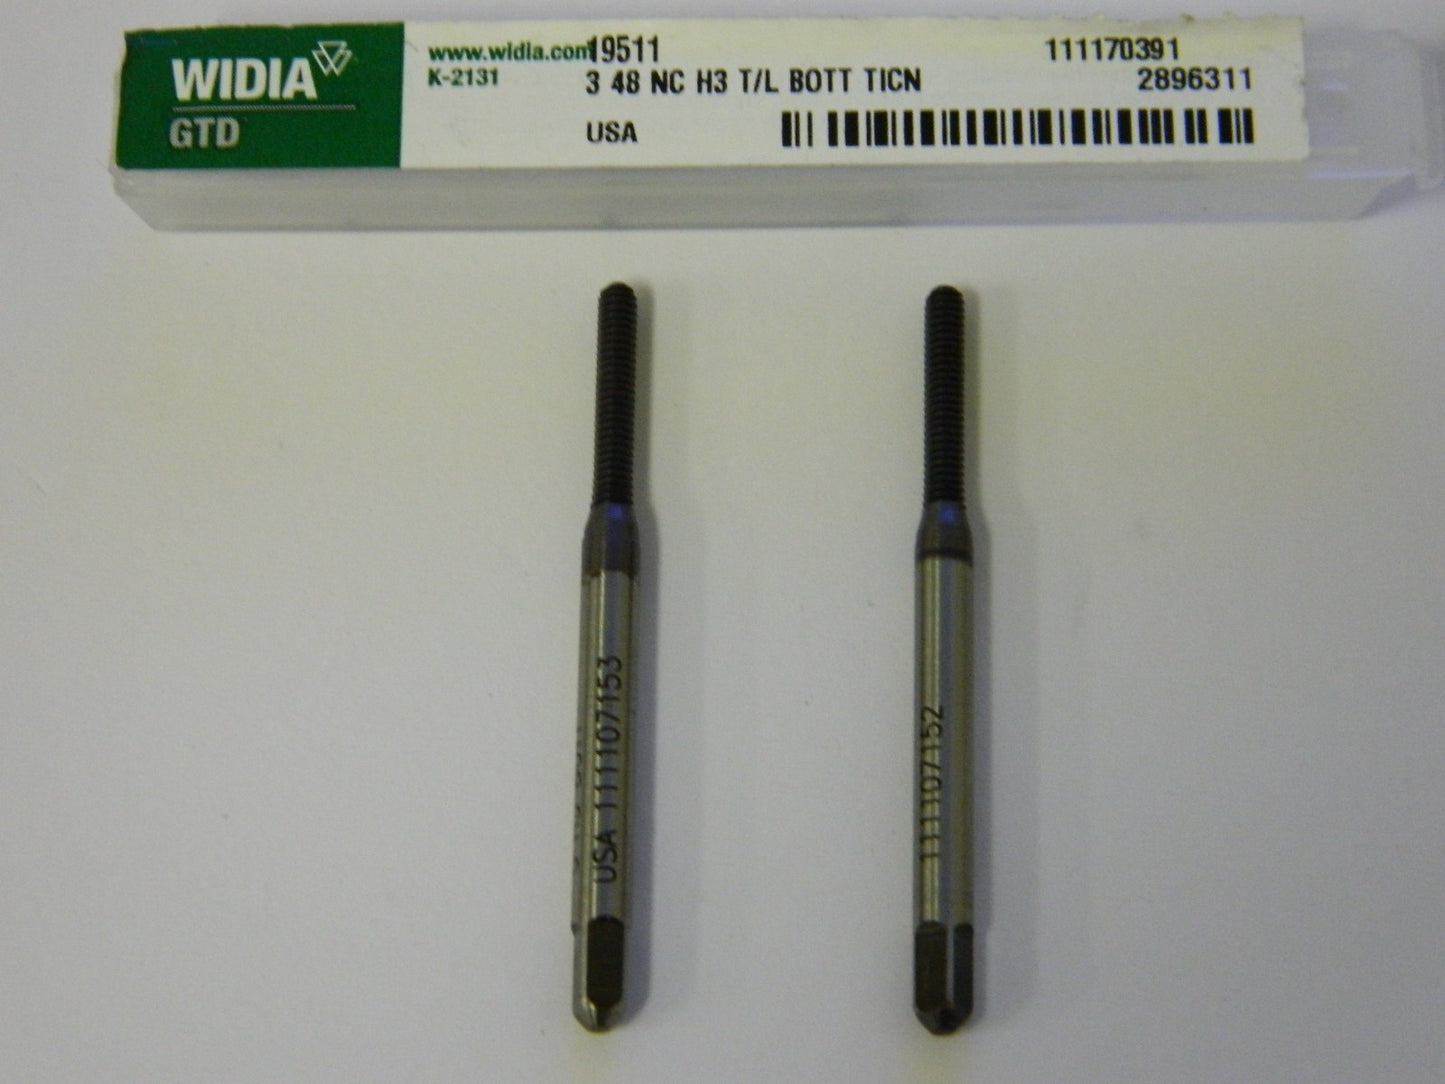 WIDIA
GTD
www.widia.com 19511 111170391
K-2131 3 48 NC H3 T/L BOTT TICN 2896311
USA
USA 111107153
111107152